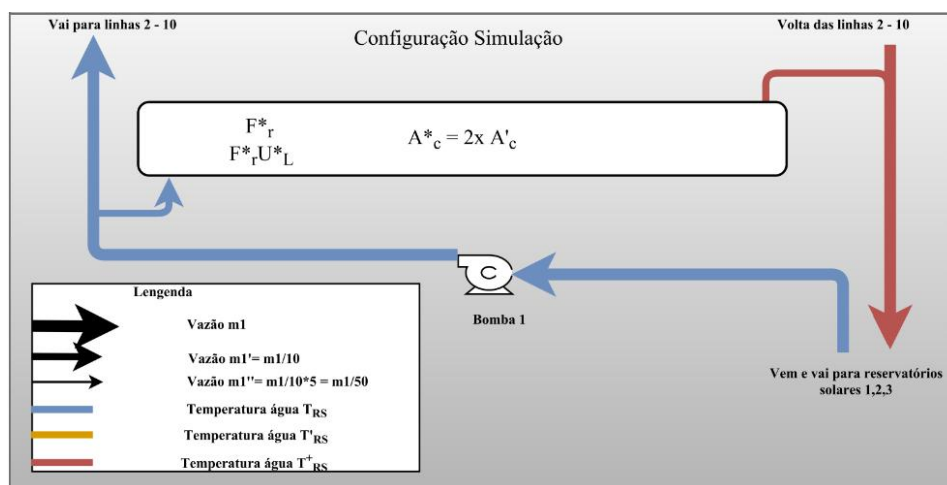 Vai para linhas 2 - 10
Configuração Simulação
Volta das linhas 2 - 10
F*r
F*rU*L
A*c = 2x A'c
C
Bomba 1
Lengenda
Vazão m1
Vazão m1'= m1/10
Vazão m1''= m1/10*5 = m1/50
Temperatura água TRS
Temperatura água T'RS
Temperatura água T+RS
Vem e vai para reservatórios
solares 1,2,3